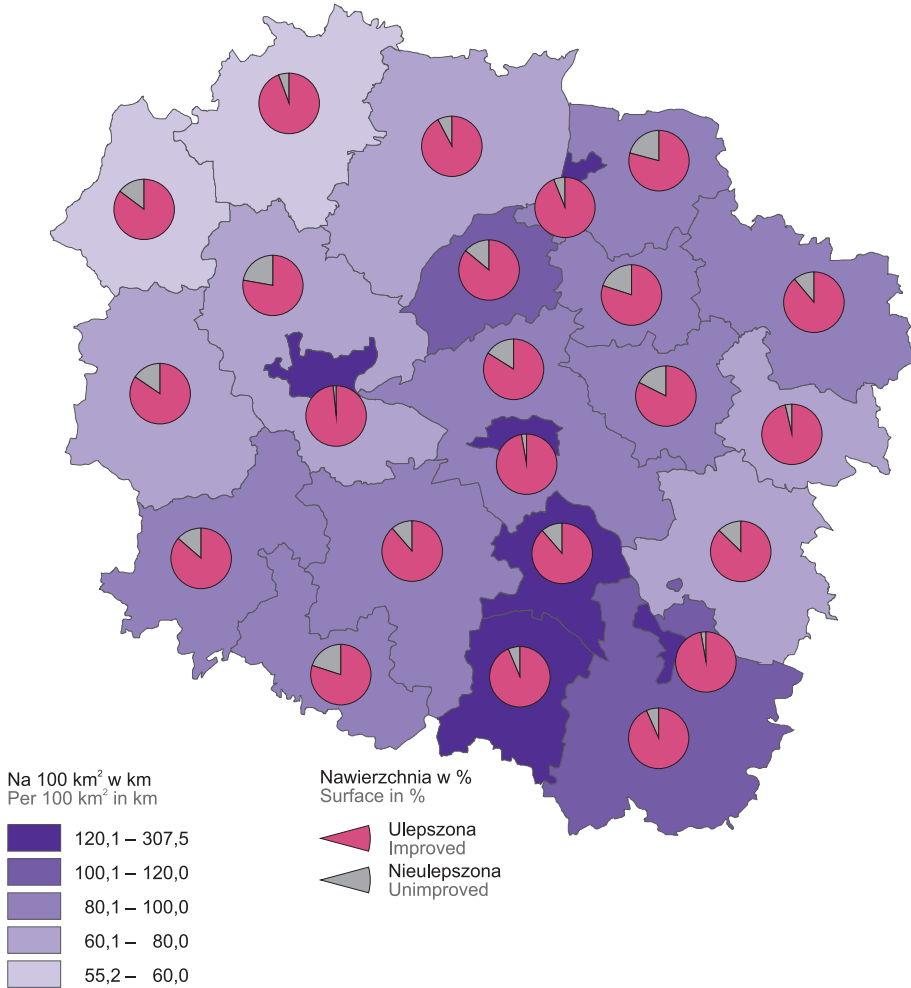 Na 100 km² w km
Per 100 km² in km
120,1 – 307,5
100,1 – 120,0
80,1 – 100,0
60,1 – 80,0
55,2 – 60,0
Nawierzchnia w %
Surface in %
Ulepszona
Improved
Nieulepszona
Unimproved